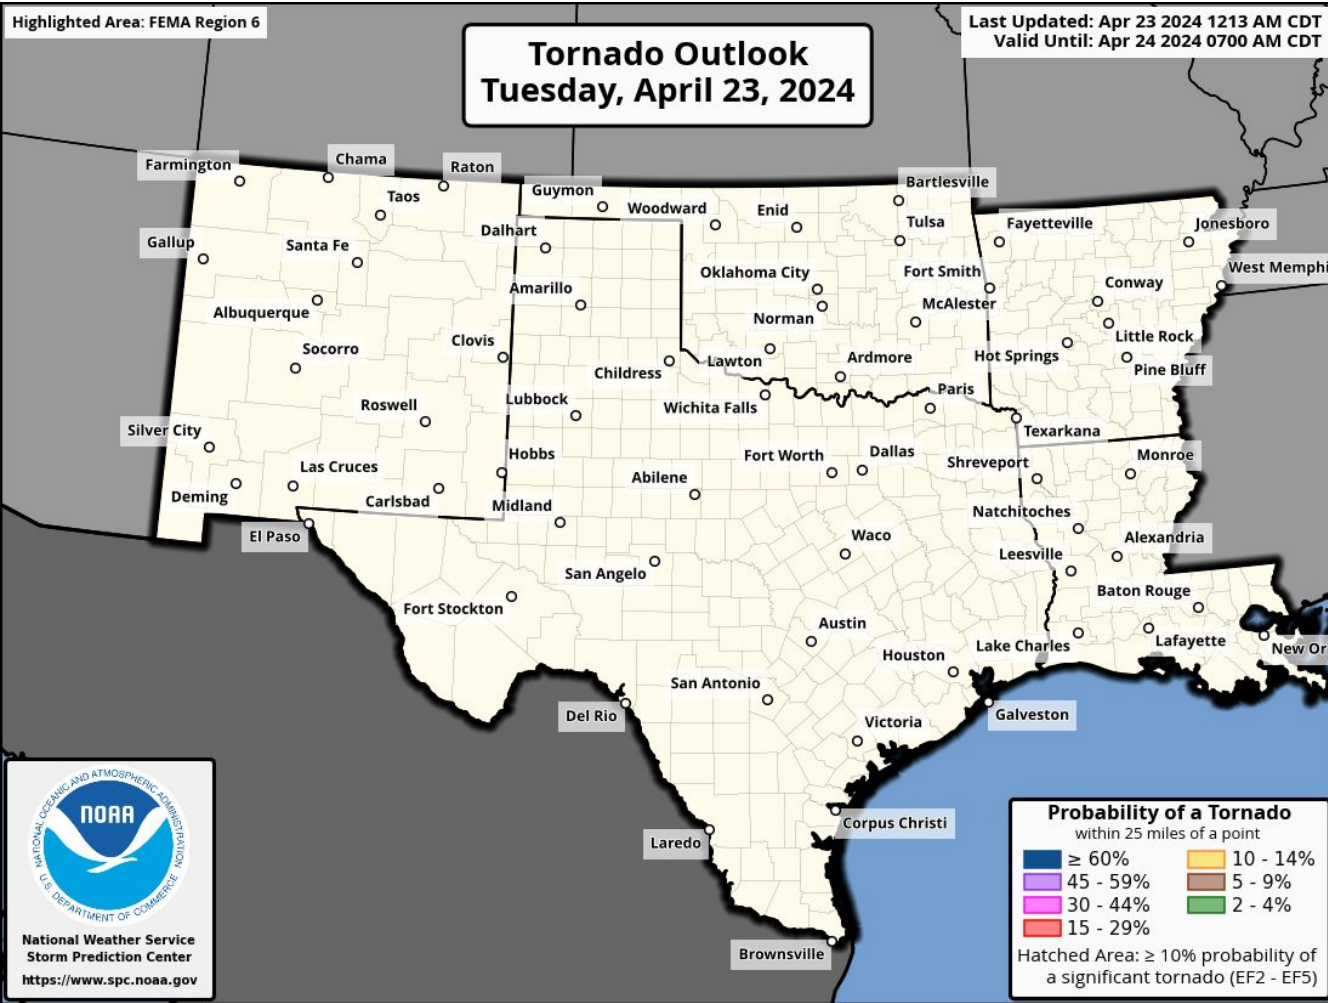 Highlighted Area: FEMA Region 6
Last Updated: Apr 23 2024 1213 AM CDT
Valid Until: Apr 24 2024 0700 AM CDT
Tornado Outlook
Tuesday, April 23, 2024
Farmington
Chama
Raton
Taos
Guymon
Woodward
Enid
Bartlesville
Tulsa
Fayetteville
Jonesboro
Gallup
Santa Fe
Dalhart
Oklahoma City
Fort Smith
West Memphi
Conway
Amarillo
McAlester
Albuquerque
Norman
Little Rock
Socorro
Clovis
Childress
Lawton
Ardmore
Hot Springs
Pine Bluff
Roswell
Lubbock
Wichita Falls
Paris
Silver City
Texarkana
Las Cruces
Hobbs
Fort Worth
Dallas
Shreveport
Monroe
Deming
Carlsbad
Midland
Abilene
Natchitoches
El Paso
Waco
Leesville
Alexandria
San Angelo
Baton Rouge
Fort Stockton
Austin
Lake Charles
Lafayette
New Or
Houston
San Antonio
Del Rio
Victoria
Galveston
Laredo
Corpus Christi
Brownsville
NATIONAL OCEANIC AND ATMOSPHERIC ADMINISTRATION
NOAA
U.S. DEPARTMENT OF COMMERCE
National Weather Service
Storm Prediction Center
https://www.spc.noaa.gov
Probability of a Tornado
within 25 miles of a point
≥ 60%
45 - 59%
30 - 44%
15 - 29%
10 - 14%
5 - 9%
2 - 4%
Hatched Area: ≥ 10% probability of
a significant tornado (EF2 - EF5)